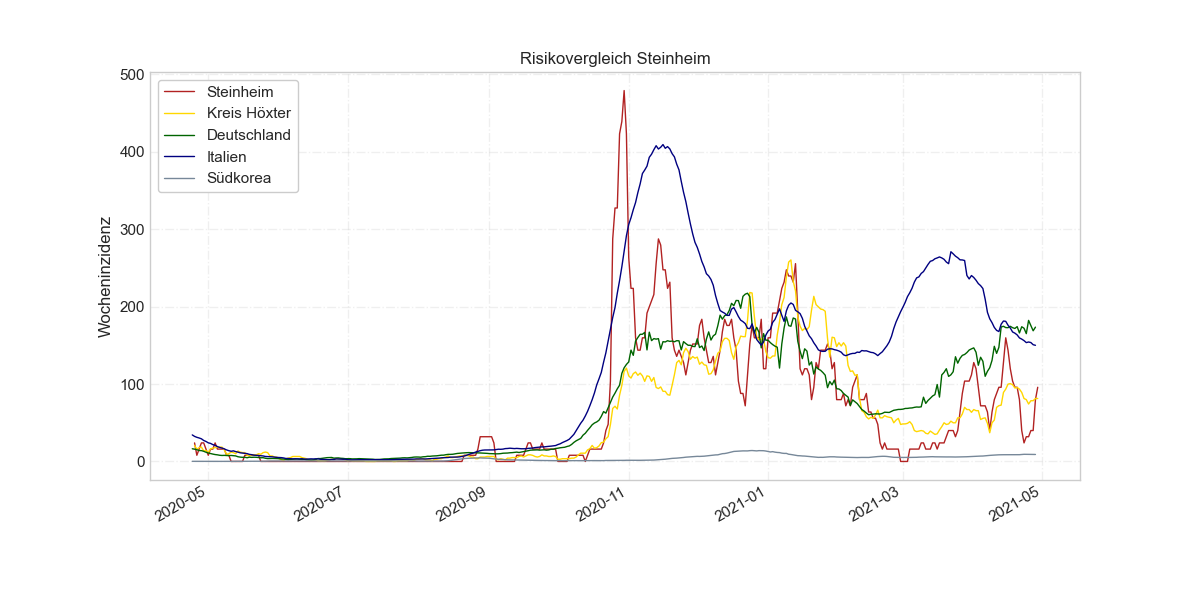 Risikovergleich Steinheim
500
400
300
200
100
0
Wocheninzidenz
Steinheim
Kreis Höxter
Deutschland
Italien
Südkorea
2020-05
2020-07
2020-09
2020-11
2021-01
2021-03
2021-05